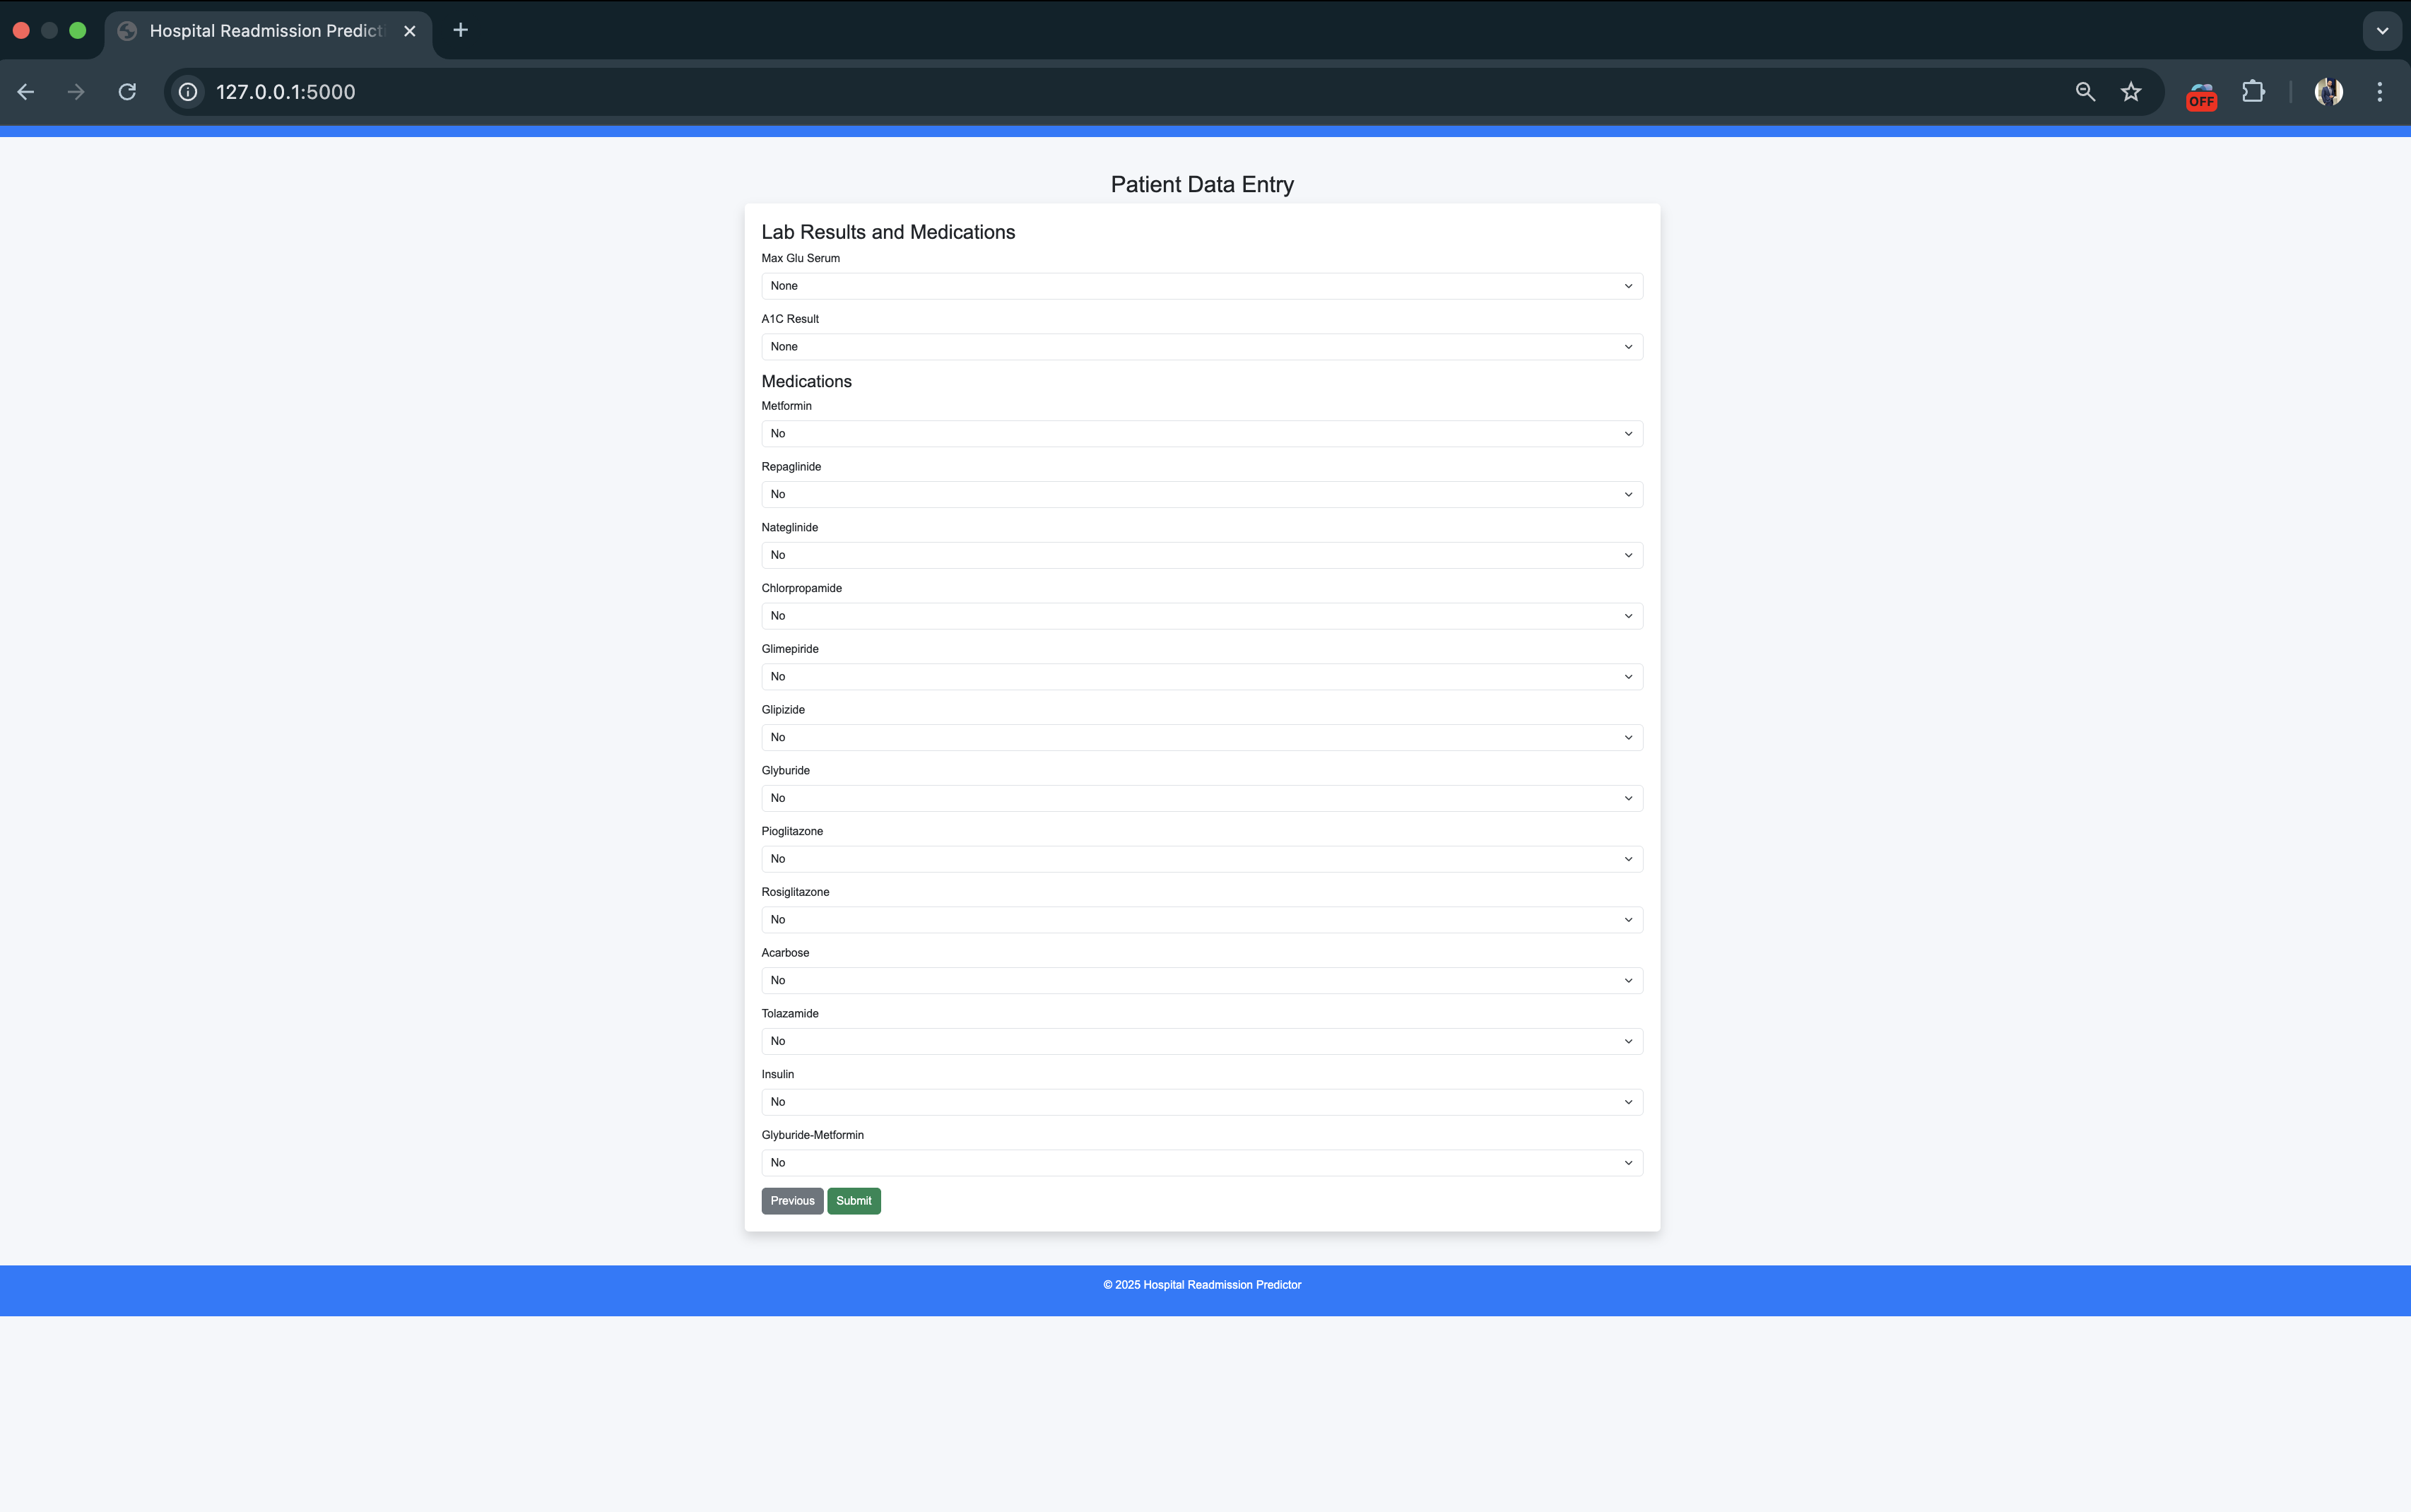 Hospital Readmission Predicti
127.0.0.1:5000
OFF
Patient Data Entry
Lab Results and Medications
Max Glu Serum
None
A1C Result
None
Medications
Metformin
No
Repaglinide
No
Nateglinide
No
Chlorpropamide
No
Glimepiride
No
Glipizide
No
Glyburide
No
Pioglitazone
No
Rosiglitazone
No
Acarbose
No
Tolazamide
No
Insulin
No
Glyburide-Metformin
No
Previous Submit
© 2025 Hospital Readmission Predictor